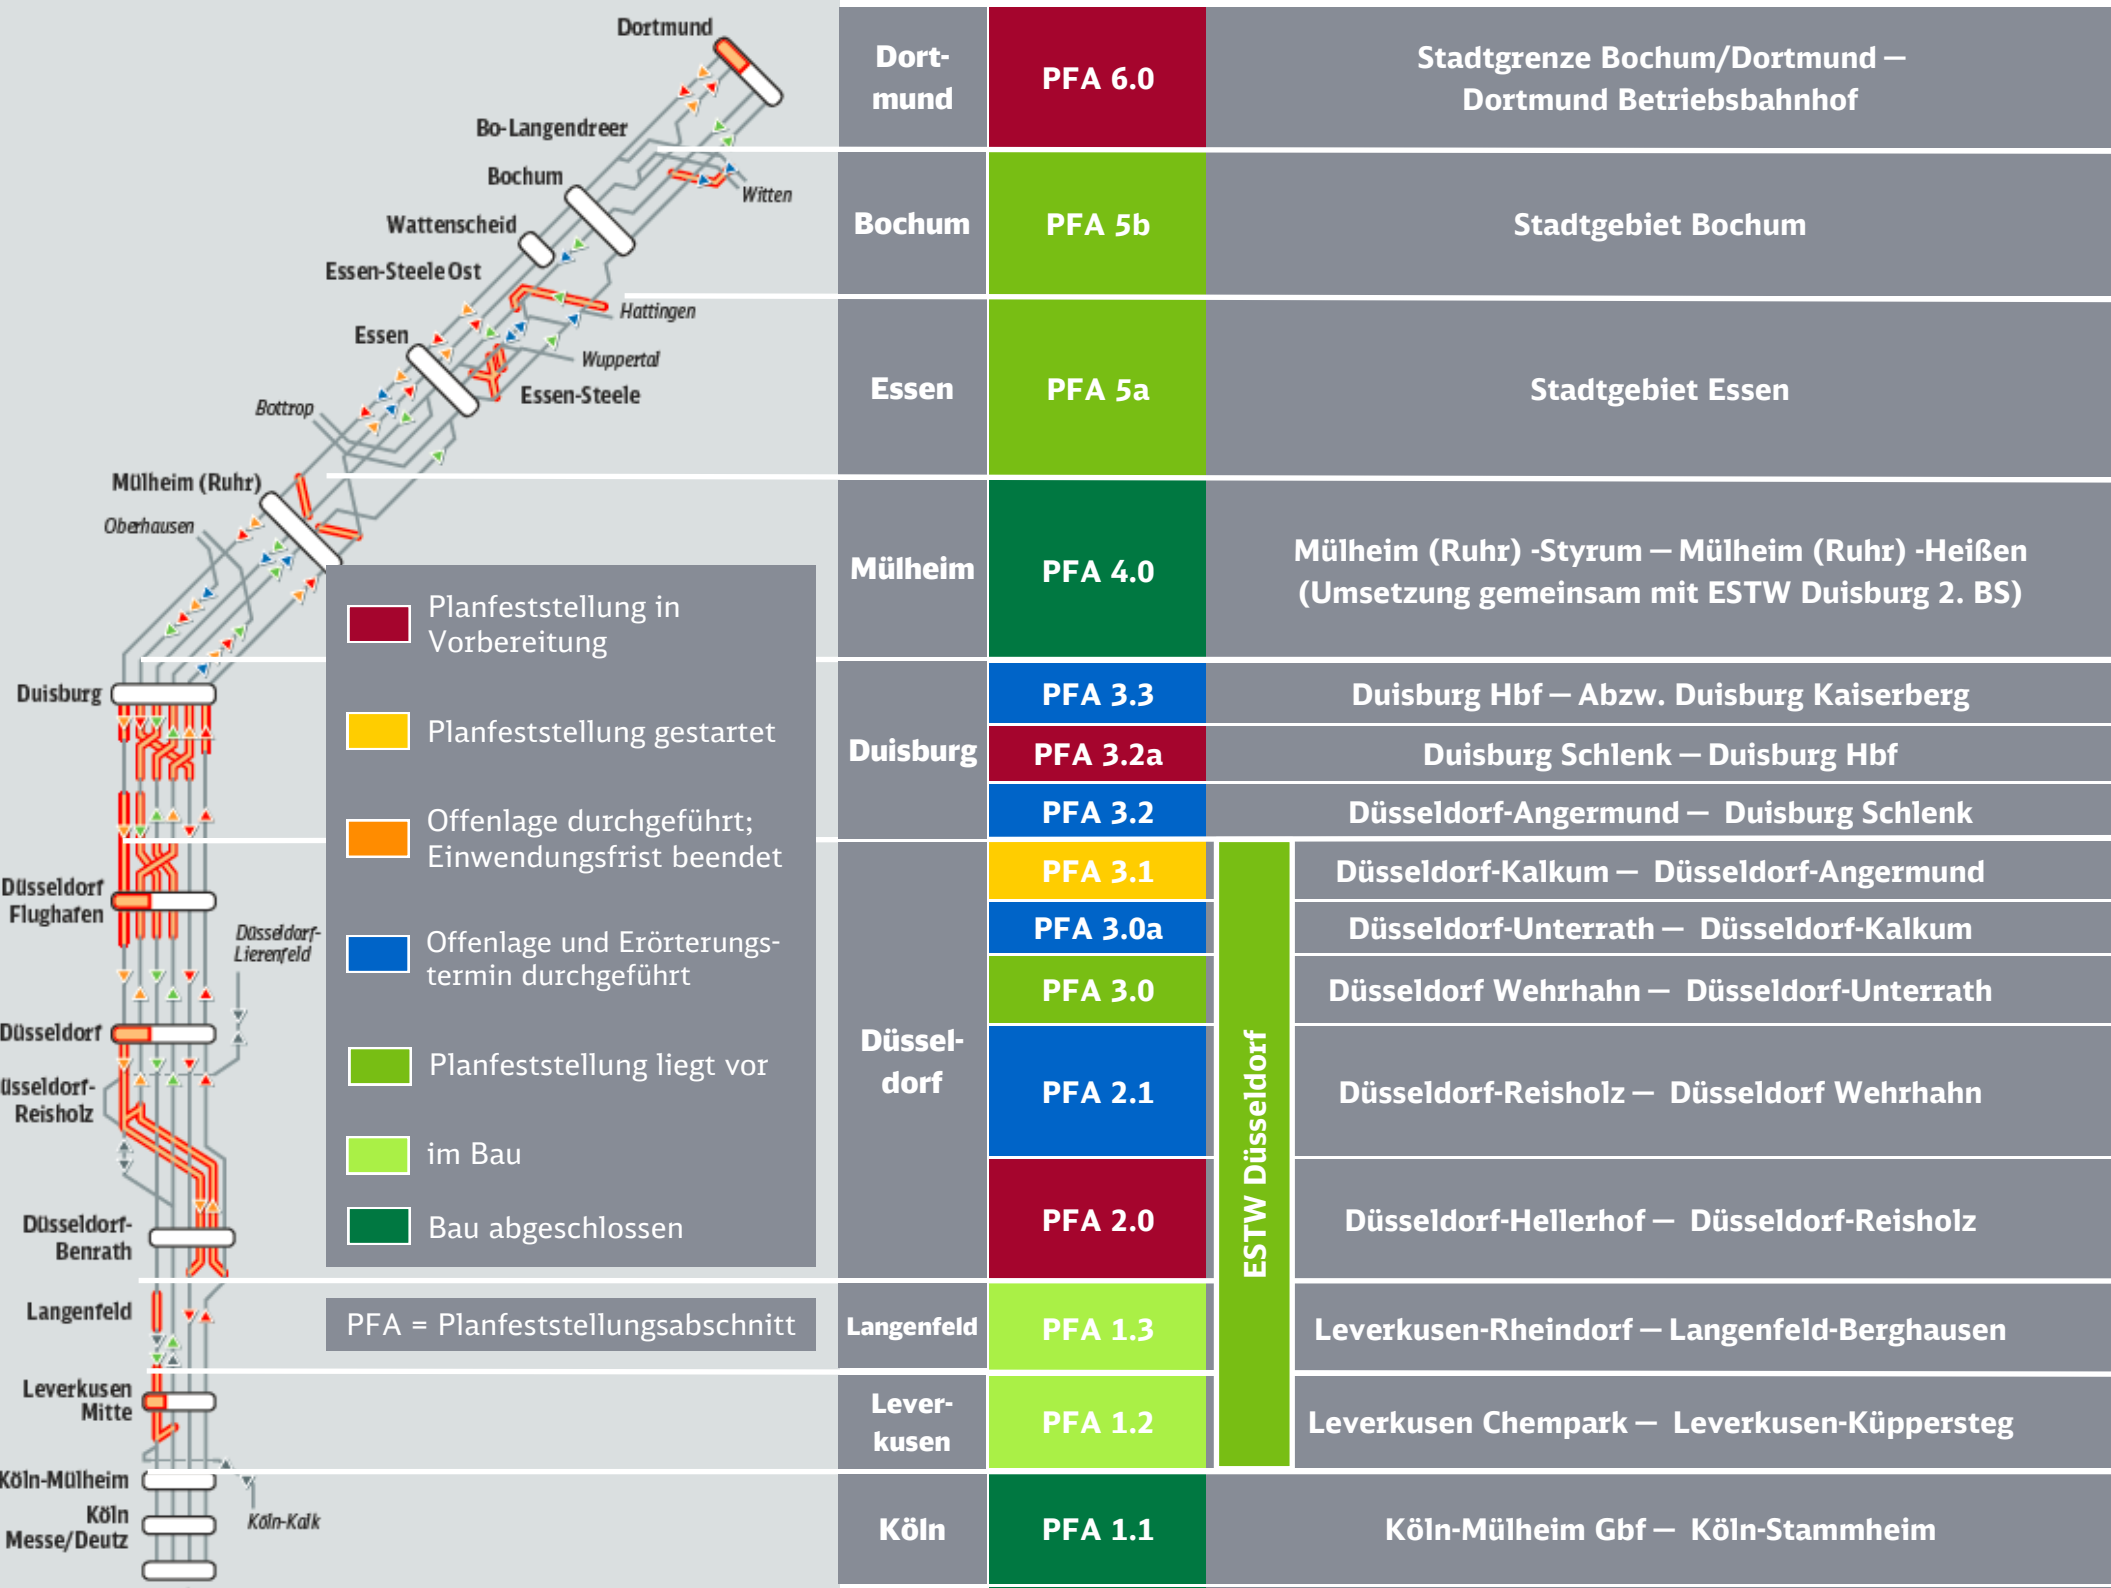 Dortmund
Bo-Langendreer
Bochum
Witten
Wattenscheid
Essen-Steele Ost
Hattingen
Essen
Wuppertal
Essen-Steele
Bottrop
Mülheim (Ruhr)
Oberhausen
Duisburg
Düsseldorf
Flughafen
Düsseldorf-
Lierenfeld
Düsseldorf
üsseldorf-
Reisholz
Düsseldorf-
Benrath
Langenfeld
Leverkusen
Mitte
Köln-Mülheim
Köln
Messe/Deutz
Köln-Kalk
Planfeststellung in
Vorbereitung
Planfeststellung gestartet
Offenlage durchgeführt;
Einwendungsfrist beendet
Offenlage und Erörterungs-
termin durchgeführt
Planfeststellung liegt vor
im Bau
Bau abgeschlossen
PFA = Planfeststellungsabschnitt
Dort-
mund
PFA 6.0
Stadtgrenze Bochum/Dortmund –
Dortmund Betriebsbahnhof
Bochum
PFA 5b
Stadtgebiet Bochum
Essen
PFA 5a
Stadtgebiet Essen
Mülheim
PFA 4.0
Mülheim (Ruhr) -Styrum – Mülheim (Ruhr) -Heißen
(Umsetzung gemeinsam mit ESTW Duisburg 2. BS)
Duisburg
PFA 3.3
Duisburg Hbf – Abzw. Duisburg Kaiserberg
PFA 3.2a
Duisburg Schlenk – Duisburg Hbf
PFA 3.2
Düsseldorf-Angermund – Duisburg Schlenk
Düssel-
dorf
PFA 3.1
Düsseldorf-Kalkum – Düsseldorf-Angermund
PFA 3.0a
Düsseldorf-Unterrath – Düsseldorf-Kalkum
PFA 3.0
Düsseldorf Wehrhahn – Düsseldorf-Unterrath
PFA 2.1
Düsseldorf-Reisholz – Düsseldorf Wehrhahn
PFA 2.0
Düsseldorf-Hellerhof – Düsseldorf-Reisholz
ESTW Düsseldorf
Langenfeld
PFA 1.3
Leverkusen-Rheindorf – Langenfeld-Berghausen
Lever-
kusen
PFA 1.2
Leverkusen Chempark – Leverkusen-Küppersteg
Köln
PFA 1.1
Köln-Mülheim Gbf – Köln-Stammheim